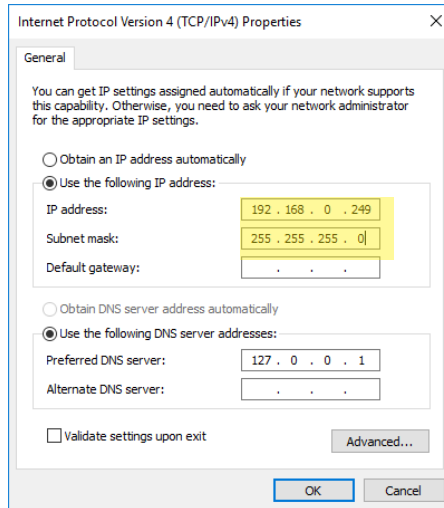 Internet Protocol Version 4 (TCP/IPv4) Properties
General
You can get IP settings assigned automatically if your network supports
this capability. Otherwise, you need to ask your network administrator
for the appropriate IP settings.
Obtain an IP address automatically
Use the following IP address:
IP address: 192 . 168 . 0 . 249
Subnet mask: 255 . 255 . 255 . 0
Default gateway: . . .
Obtain DNS server address automatically
Use the following DNS server addresses:
Preferred DNS server: 127 . 0 . 0 . 1
Alternate DNS server: . . .
Validate settings upon exit
Advanced...
OK Cancel